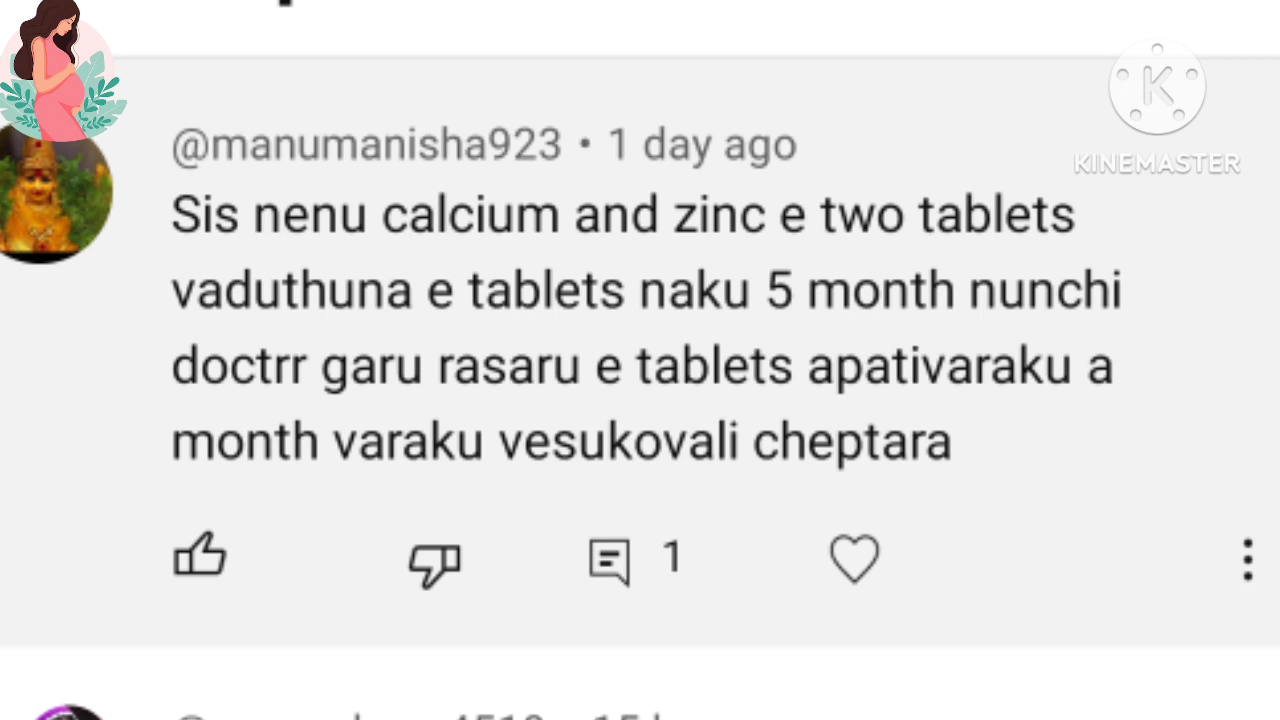 @manumanisha923 • 1 day ago
KINEMASTER
Sis nenu calcium and zinc e two tablets
vaduthuna e tablets naku 5 month nunchi
doctrr garu rasaru e tablets apativaraku a
month varaku vesukovali cheptara
1